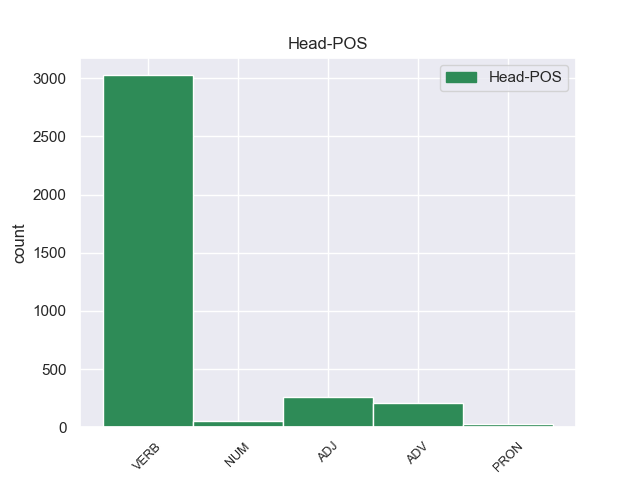 Head-POS
Head-POS
3000
2500
2000
1500
1000
500
0
count
VERB
NUM
ADJ
ADV
PRON